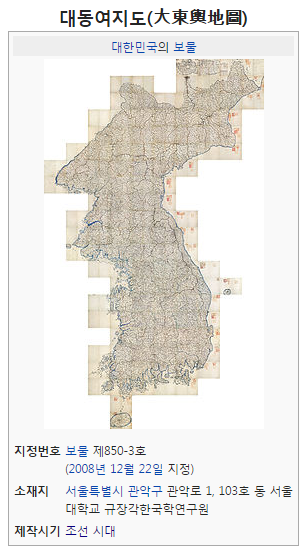 대동여지도(大東輿地圖)
대한민국의 보물
지정번호 보물 제850-3호
(2008년 12월 22일 지정)
소재지 서울특별시 관악구 관악로 1, 103호 동 서울
대학교 규장각한국학연구원
제작시기 조선 시대